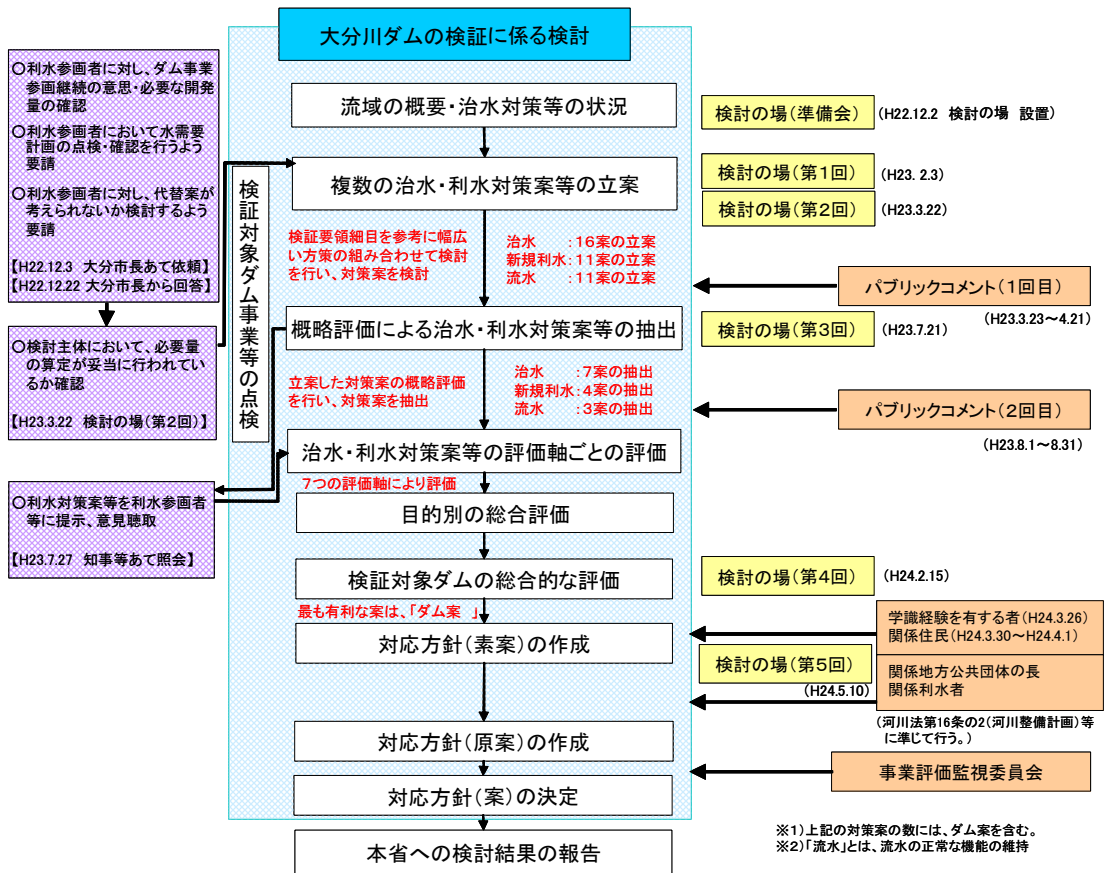 大分川ダムの検証に係る検討
○利水参画者に対し、ダム事業
参画継続の意思・必要な開発
量の確認
○利水参画者において水需要
計画の点検・確認を行うよう
要請
○利水参画者に対し、代替案が
考えられないか検討するよう
要請
【H22.12.3 大分市長あて依頼】
【H22.12.22 大分市長から回答】
○検討主体において、必要量
の算定が妥当に行われてい
るか確認
【H23.3.22 検討の場(第2回)】
○利水対策案等を利水参画者
等に提示、意見聴取
【H23.7.27 知事等あて照会】
検証対象ダム事業等の点検
流域の概要・治水対策等の状況
複数の治水・利水対策案等の立案
検証要領細目を参考に幅広
い方策の組み合わせて検討
を行い、対策案を検討
治水 :16案の立案
新規利水:11案の立案
流水 :11案の立案
概略評価による治水・利水対策案等の抽出
立案した対策案の概略評価
を行い、対策案を抽出
治水 :7案の抽出
新規利水:4案の抽出
流水 :3案の抽出
治水・利水対策案等の評価軸ごとの評価
7つの評価軸により評価
目的別の総合評価
検証対象ダムの総合的な評価
最も有利な案は、「ダム案 」
対応方針(素案)の作成
対応方針(原案)の作成
対応方針(案)の決定
本省への検討結果の報告
検討の場(準備会)
(H22.12.2 検討の場 設置)
検討の場(第1回)
(H23. 2.3)
検討の場(第2回)
(H23.3.22)
パブリックコメント(1回目)
(H23.3.23～4.21)
検討の場(第3回)
(H23.7.21)
パブリックコメント(2回目)
(H23.8.1～8.31)
検討の場(第4回)
(H24.2.15)
学識経験を有する者(H24.3.26)
関係住民(H24.3.30～H24.4.1)
検討の場(第5回)
(H24.5.10)
関係地方公共団体の長
関係利水者
(河川法第16条の2(河川整備計画)等
に準じて行う。)
事業評価監視委員会
※1)上記の対策案の数には、ダム案を含む。
※2)「流水」とは、流水の正常な機能の維持